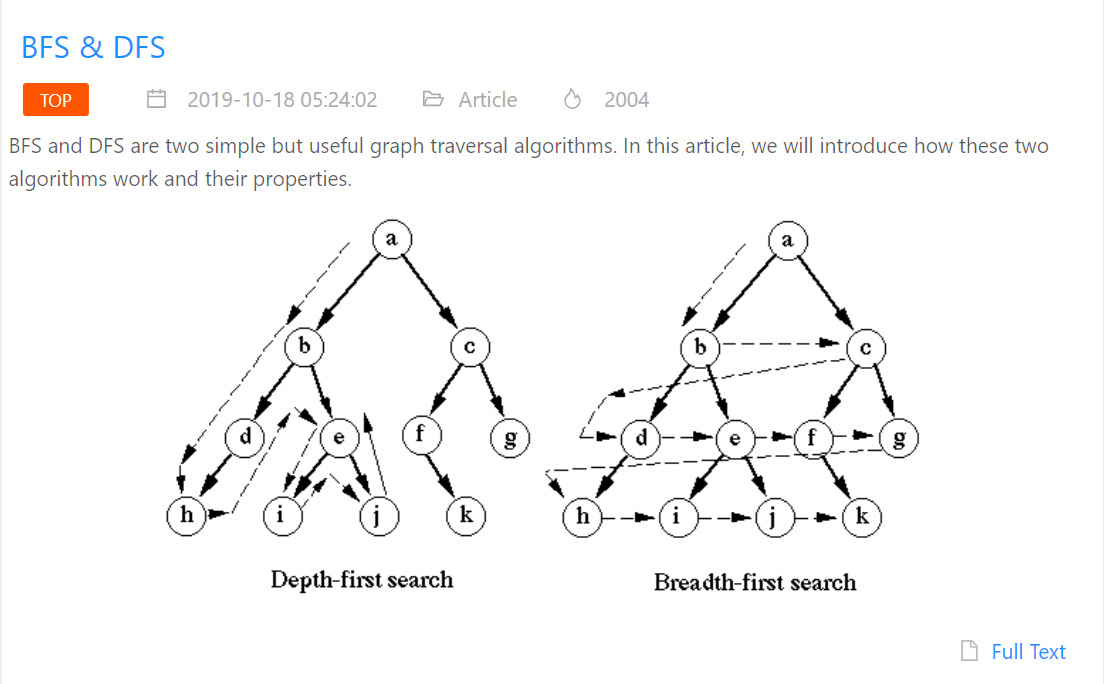 BFS & DFS
TOP 2019-10-18 05:24:02 Article 2004
BFS and DFS are two simple but useful graph traversal algorithms. In this article, we will introduce how these two
algorithms work and their properties.
a a
b c b c
d e f g d e f g
h i j k h i j k
Depth-first search Breadth-first search
Full Text